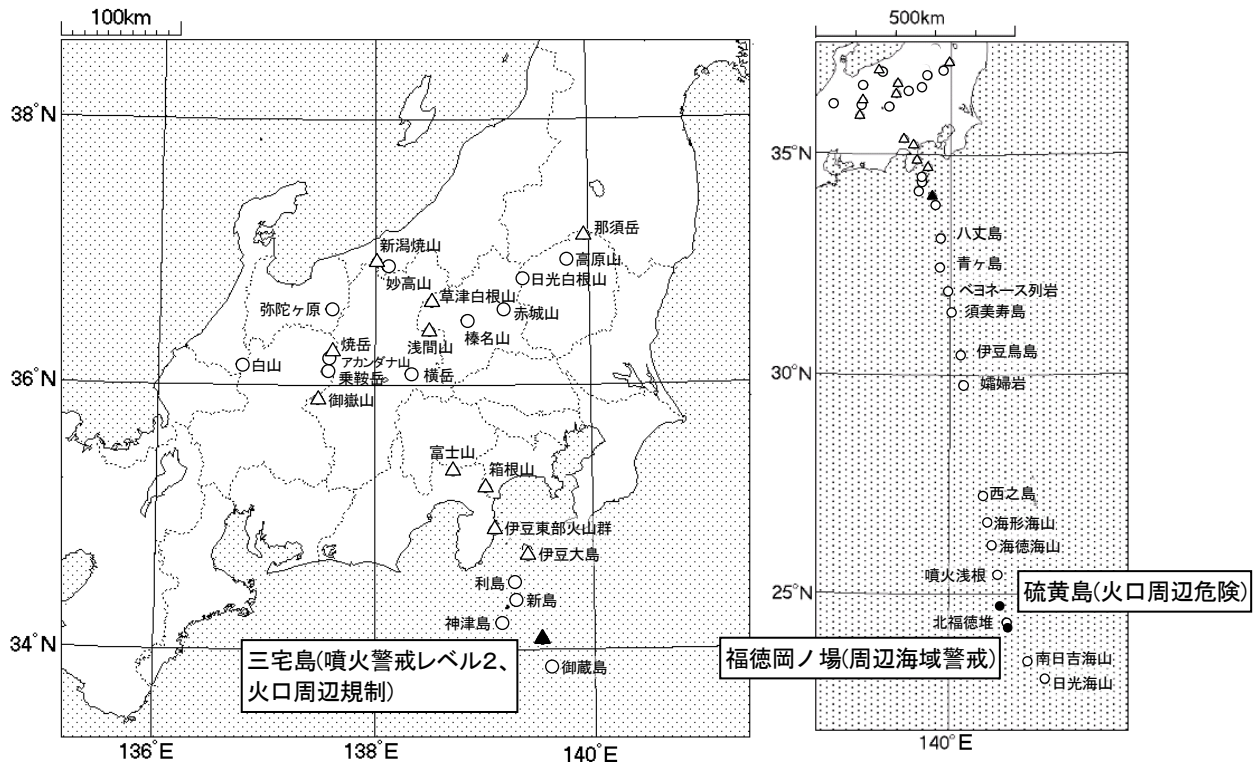 100km
38°N
36°N
34°N
136°E
138°E
140°E
那須岳
高原山
日光白根山
新潟焼山
妙高山
草津白根山
赤城山
榛名山
浅間山
弥陀ヶ原
焼岳
アカンダナ山
乗鞍岳
白山
横岳
御嶽山
富士山
箱根山
伊豆東部火山群
伊豆大島
利島
新島
神津島
三宅島(噴火警戒レベル2、
火口周辺規制)
御蔵島
500km
35°N
30°N
25°N
140°E
八丈島
青ヶ島
ベヨネース列岩
須美寿島
伊豆鳥島
孀婦岩
西之島
海形海山
海徳海山
噴火浅根
硫黄島(火口周辺危険)
北福徳堆
福徳岡ノ場(周辺海域警戒)
南日吉海山
日光海山